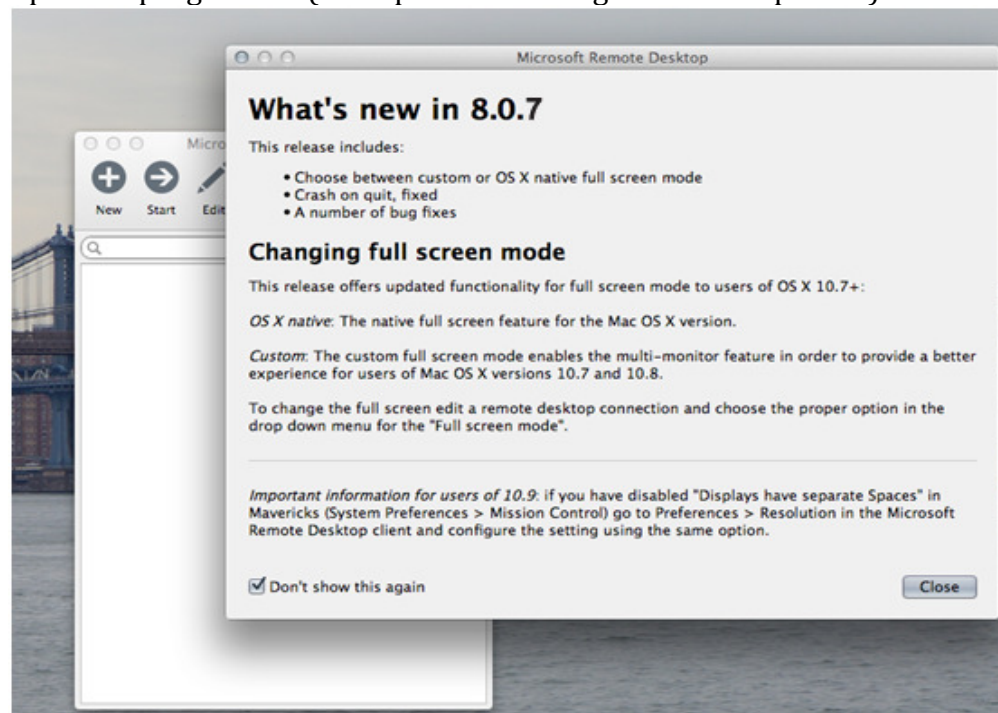 Microsoft Remote Desktop
What's new in 8.0.7
Micro
This release includes:
• Choose between custom or OS X native full screen mode
• Crash on quit, fixed
• A number of bug fixes
New Start Edit
Changing full screen mode
This release offers updated functionality for full screen mode to users of OS X 10.7+:
OS X native: The native full screen feature for the Mac OS X version.
Custom: The custom full screen mode enables the multi-monitor feature in order to provide a better
experience for users of Mac OS X versions 10.7 and 10.8.
To change the full screen edit a remote desktop connection and choose the proper option in the
drop down menu for the "Full screen mode".
Important information for users of 10.9: if you have disabled "Displays have separate Spaces" in
Mavericks (System Preferences > Mission Control) go to Preferences > Resolution in the Microsoft
Remote Desktop client and configure the setting using the same option.
Don't show this again
Close